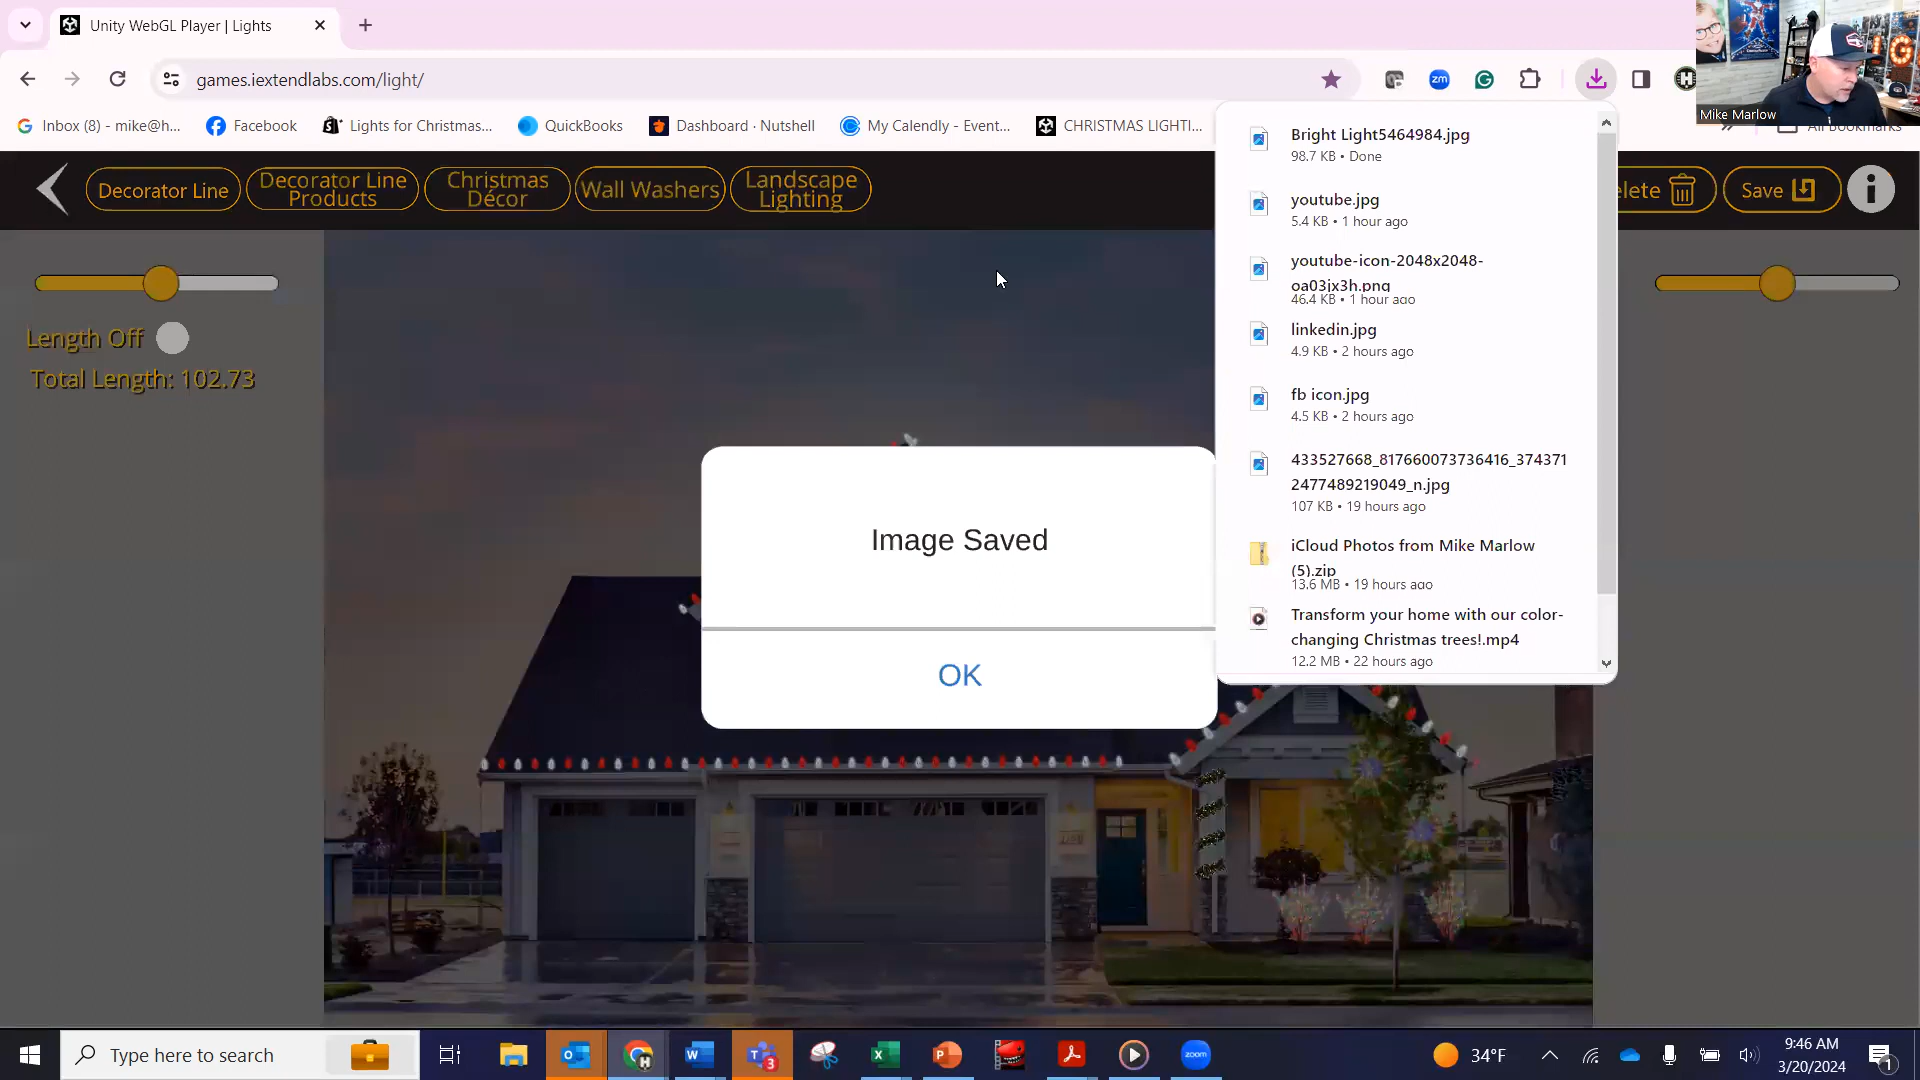 Unity WebGL Player | Lights
games.iextendlabs.com/light/
Mike Marlow
Inbox (8) - mike@h...
Facebook
Lights for Christmas...
QuickBooks
Dashboard · Nutshell
My Calendly - Event...
CHRISTMAS LIGHTI...
All Bookmarks
Decorator Line
Decorator Line
Products
Christmas
Décor
Wall Washers
Landscape
Lighting
elete
Save
Length Off
Total Length: 102.73
Bright Light5464984.jpg
98.7 KB • Done
youtube.jpg
5.4 KB • 1 hour ago
youtube-icon-2048x2048-
oa03jx3h.png
46.4 KB • 1 hour ago
linkedin.jpg
4.9 KB • 2 hours ago
fb icon.jpg
4.5 KB • 2 hours ago
433527668_817660073736416_374371
2477489219049_n.jpg
107 KB • 19 hours ago
iCloud Photos from Mike Marlow
(5).zip
13.6 MB • 19 hours ago
Transform your home with our color-
changing Christmas trees!.mp4
12.2 MB • 22 hours ago
Image Saved
OK
Type here to search
34°F
9:46 AM
3/20/2024